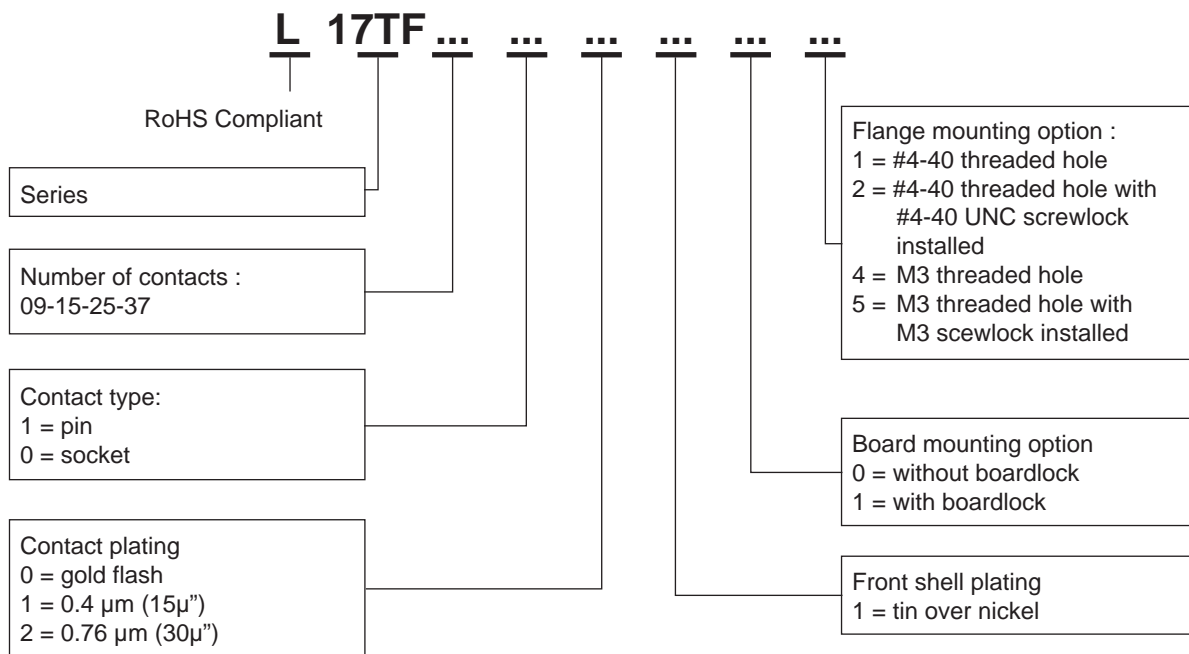 L 17TF ... ... ... ... ... ...
RoHS Compliant
Series
Number of contacts :
09-15-25-37
Contact type:
1 = pin
0 = socket
Contact plating
0 = gold flash
1 = 0.4 µm (15µ”)
2 = 0.76 µm (30µ”)
Flange mounting option :
1 = #4-40 threaded hole
2 = #4-40 threaded hole with
#4-40 UNC screwlock
installed
4 = M3 threaded hole
5 = M3 threaded hole with
M3 scewlock installed
Board mounting option
0 = without boardlock
1 = with boardlock
Front shell plating
1 = tin over nickel